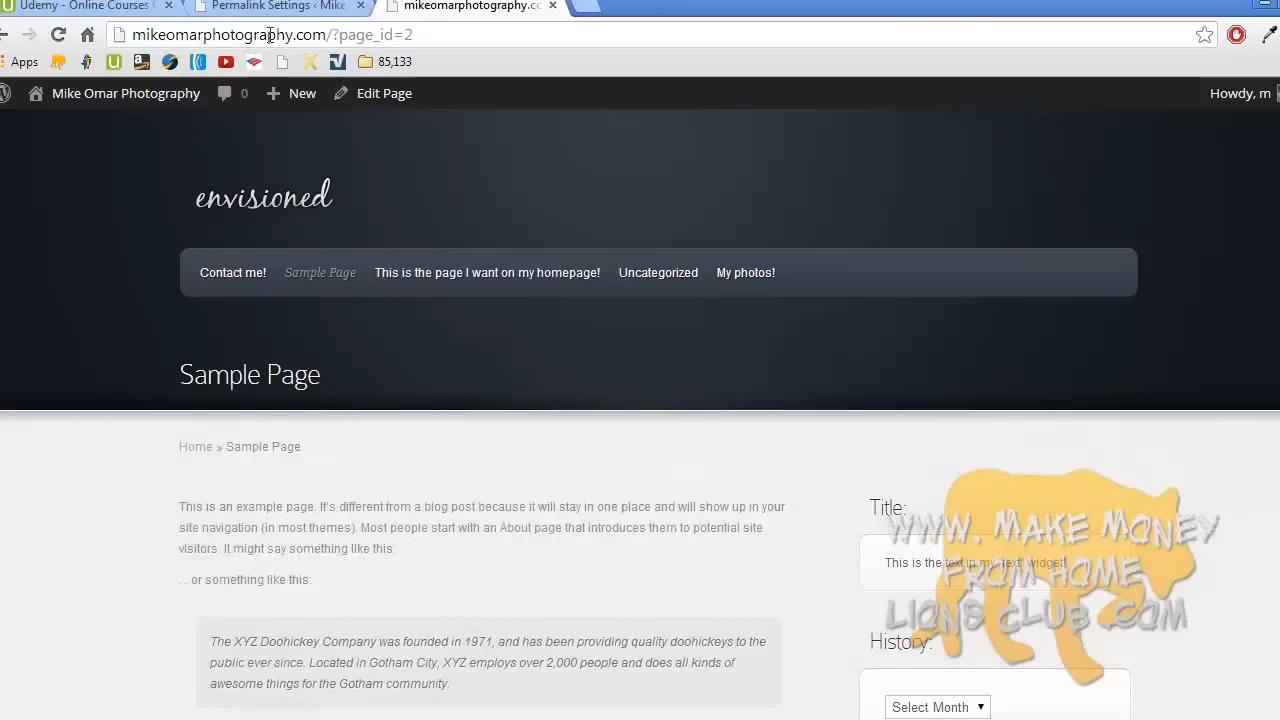 Udemy - Online Courses
Permalink Settings ‹ Mike
mikeomarphotography.cc
mikeomarphotography.com/?page_id=2
Apps
85,133
Mike Omar Photography
0
New
Edit Page
Howdy, m
envisioned
Contact me!
Sample Page
This is the page I want on my homepage!
Uncategorized
My photos!
Sample Page
Home » Sample Page
This is an example page. It's different from a blog post because it will stay in one place and will show up in your
site navigation (in most themes). Most people start with an About page that introduces them to potential site
visitors. It might say something like this:
…or something like this:
The XYZ Doohickey Company was founded in 1971, and has been providing quality doohickeys to the
public ever since. Located in Gotham City, XYZ employs over 2,000 people and does all kinds of
awesome things for the Gotham community.
Title:
This is the text in my "text" widget!
WWW. MAKE MONEY
FROM HOME
LIONS CLUB .COM
History:
Select Month